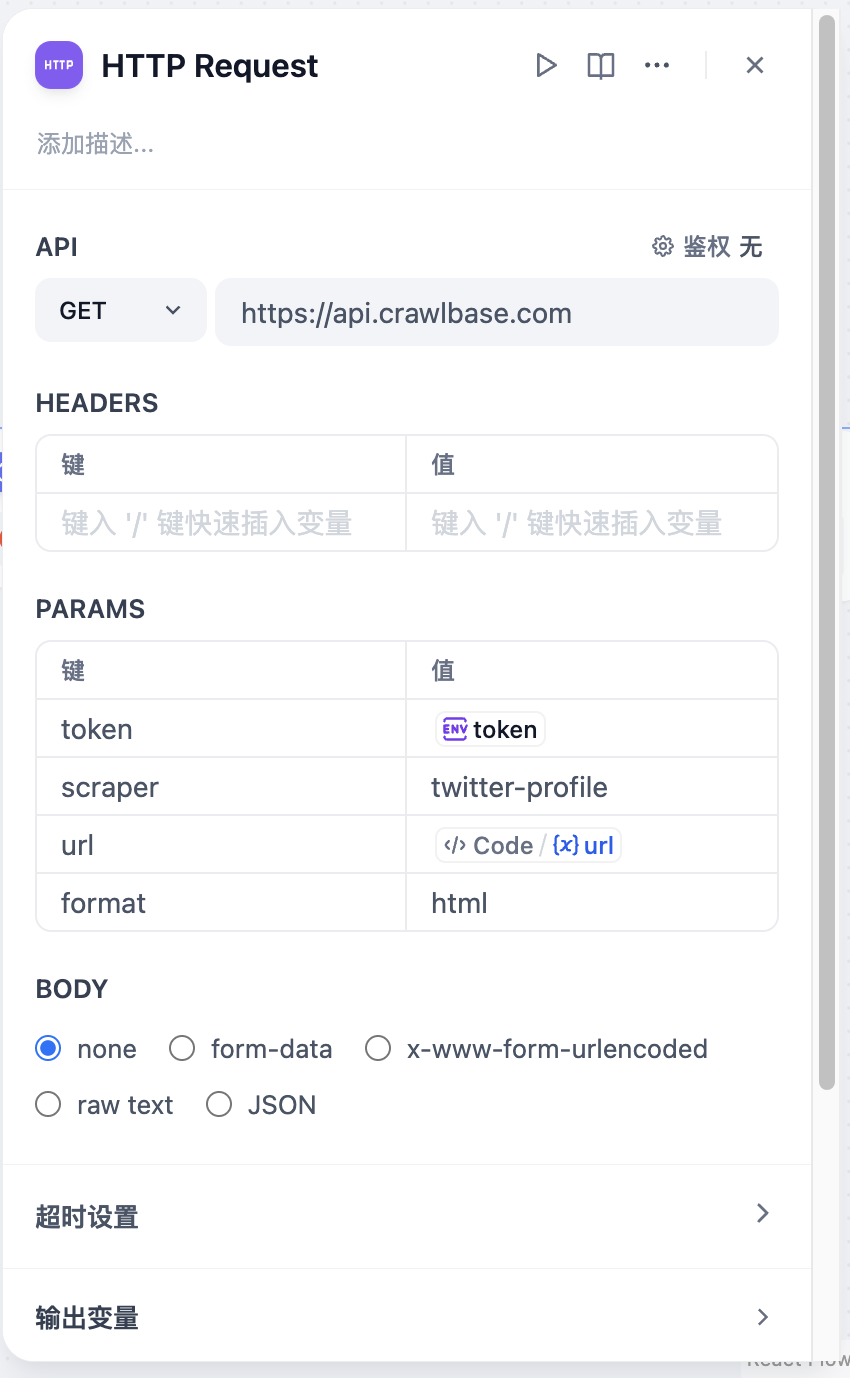 HTTP HTTP Request
添加描述...
API 鉴权 无
GET https://api.crawlbase.com
HEADERS
键 值
键入 '/' 键快速插入变量 键入 '/' 键快速插入变量
PARAMS
键 值
token ENV token
scraper twitter-profile
url </> Code / {x} url
format html
BODY
none form-data x-www-form-urlencoded
raw text JSON
超时设置
输出变量
React Flow